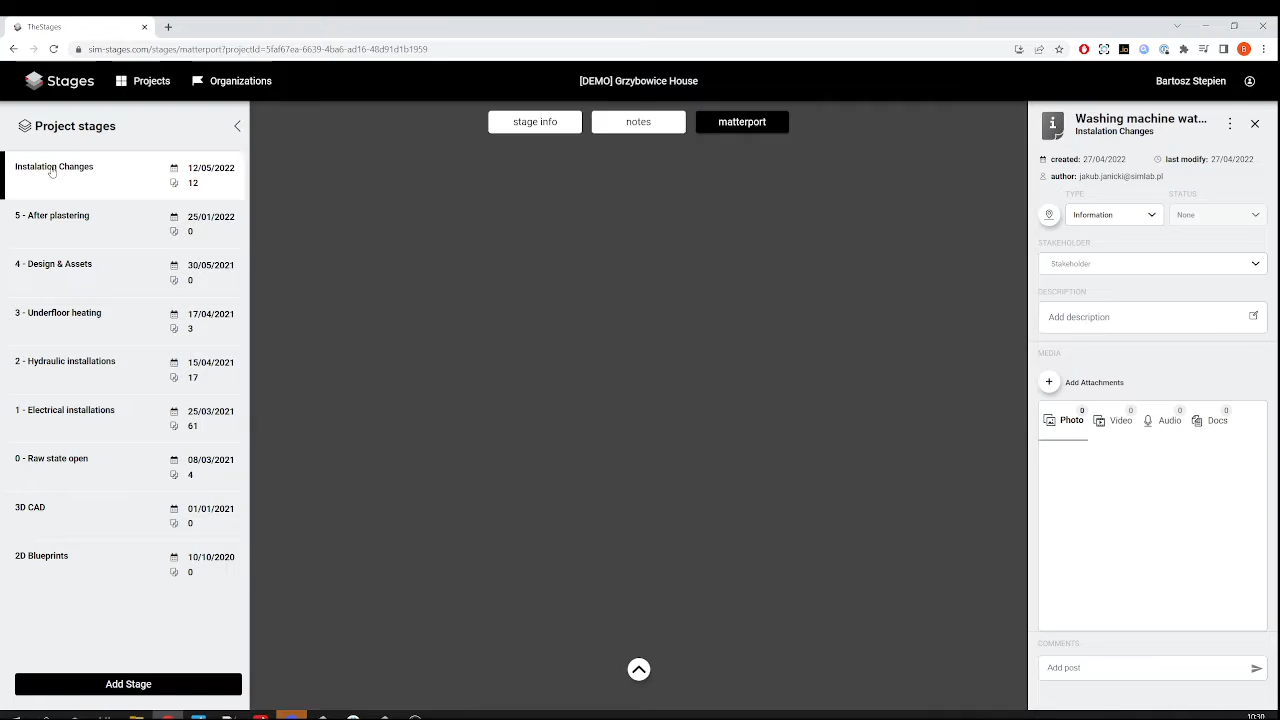 TheStages
sim-stages.com/stages/matterport?projectId=5faf67ea-6639-4ba6-ad16-48d91d1b1959
B
Stages
Projects
Organizations
[DEMO] Grzybowice House
Bartosz Stepien
Project stages
stage info
notes
matterport
Instalation Changes
12/05/2022
12
5 - After plastering
25/01/2022
0
4 - Design & Assets
30/05/2021
0
3 - Underfloor heating
17/04/2021
3
2 - Hydraulic installations
15/04/2021
17
1 - Electrical installations
25/03/2021
61
0 - Raw state open
08/03/2021
4
3D CAD
01/01/2021
0
2D Blueprints
10/10/2020
0
Add Stage
Washing machine wat...
Instalation Changes
created: 27/04/2022
last modify: 27/04/2022...
author: jakub.janicki@simlab.pl
TYPE
STATUS
Information
None
STAKEHOLDER
Stakeholder
DESCRIPTION
Add description
MEDIA
Add Attachments
0
0
0
0
Photo
Video
Audio
Docs
COMMENTS
Add post
10:30